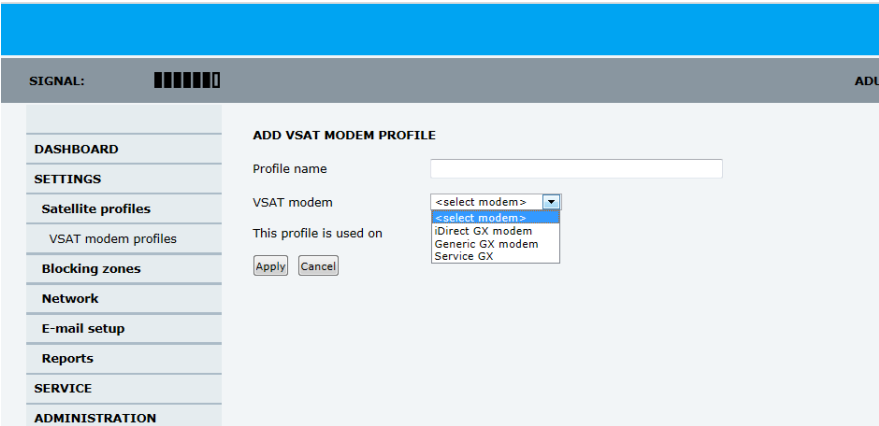 SIGNAL:
DASHBOARD
SETTINGS
Satellite profiles
VSAT modem profiles
Blocking zones
Network
E-mail setup
Reports
SERVICE
ADMINISTRATION
ADD VSAT MODEM PROFILE
Profile name
VSAT modem <select modem>
<select modem>
iDirect GX modem
Generic GX modem
Service GX
This profile is used on
Apply Cancel